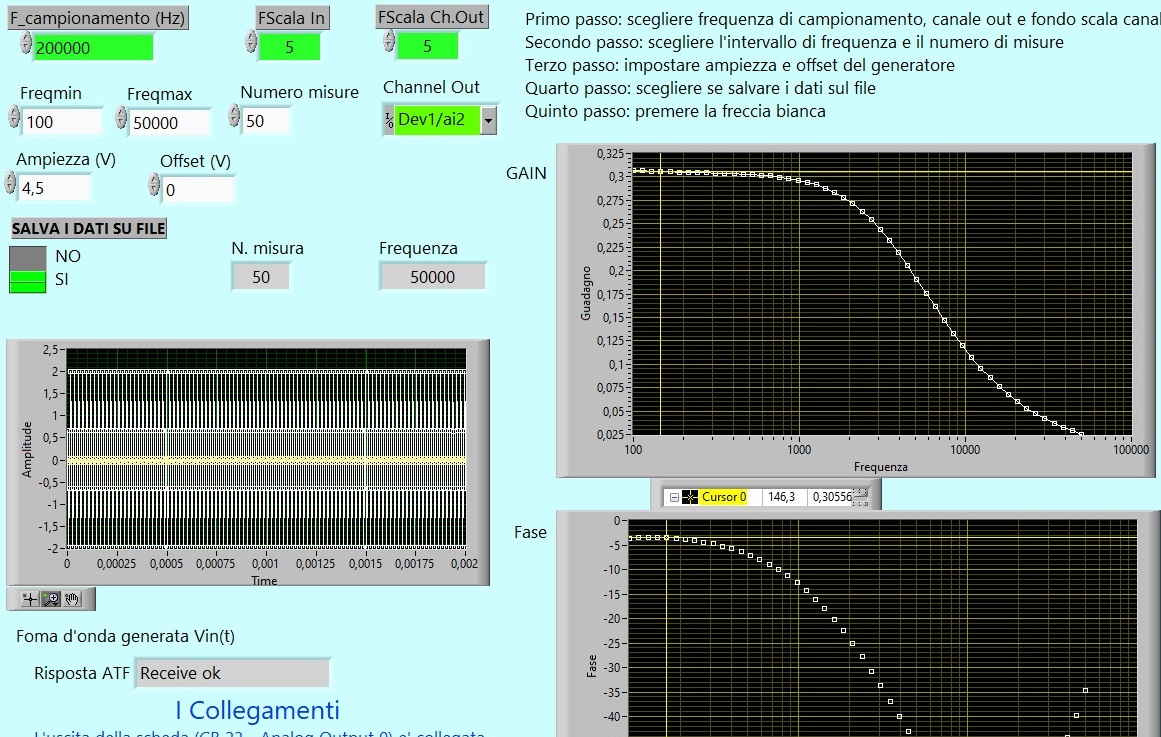 F_campionamento (Hz)
200000
FScala In
5
FScala Ch.Out
5
Freqmin
100
Freqmax
50000
Numero misure
50
Channel Out
Dev1/ai2
Ampiezza (V)
4,5
Offset (V)
0
SALVA I DATI SU FILE
NO
SI
N. misura
50
Frequenza
50000
Primo passo: scegliere frequenza di campionamento, canale out e fondo scala canal
Secondo passo: scegliere l'intervallo di frequenza e il numero di misure
Terzo passo: impostare ampiezza e offset del generatore
Quarto passo: scegliere se salvare i dati sul file
Quinto passo: premere la freccia bianca
GAIN
Guadagno
0,325
0,3
0,275
0,25
0,225
0,2
0,175
0,15
0,125
0,1
0,075
0,05
0,025
100
1000
10000
100000
Frequenza
Cursor 0
146,3
0,30556
Amplitude
2,5
2
1,5
1
0,5
0
-0,5
-1
-1,5
-2
0
0,00025
0,0005
0,00075
0,001
0,00125
0,0015
0,00175
0,002
Time
Foma d'onda generata Vin(t)
Risposta ATF
Receive ok
I Collegamenti
L'uscita della scheda (CB 22 - Analog Output 0) e' collegata
Fase
Fase
0
-5
-10
-15
-20
-25
-30
-35
-40